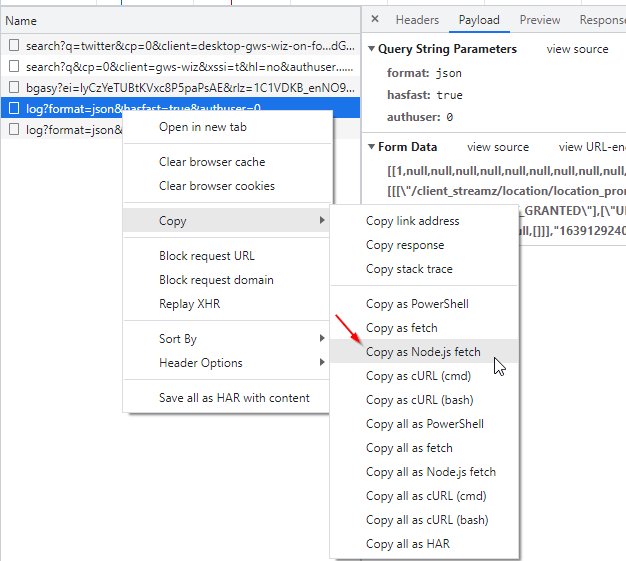 Name
search?q=twitter&cp=0&client=desktop-gws-wiz-on-fo...dG...
search?q&cp=0&client=gws-wiz&xssi=t&hl=no&authuser...…
bgasy?ei=IyCzYeTUBtKVxc8P5paPsAE&rlz=1C1VDKB_enNO9...
log?format=json&hasfast=true&authuser=0
log?format=json&
Open in new tab
Clear browser cache
Clear browser cookies
Copy
Block request URL
Block request domain
Replay XHR
Sort By
Header Options
Save all as HAR with content
Copy link address
Copy response
Copy stack trace
Copy as PowerShell
Copy as fetch
Copy as Node.js fetch
Copy as cURL (cmd)
Copy as cURL (bash)
Copy all as PowerShell
Copy all as fetch
Copy all as Node.js fetch
Copy all as cURL (cmd)
Copy all as cURL (bash)
Copy all as HAR
× Headers Payload Preview Response
Query String Parameters view source
format: json
hasfast: true
authuser: 0
Form Data view source view URL-en
[[1,null,null,null,null,null,null,null,null,
[[[\"/client_streamz/location/location_pro
_GRANTED\"],[\"U
ull,[]]],"1639129240